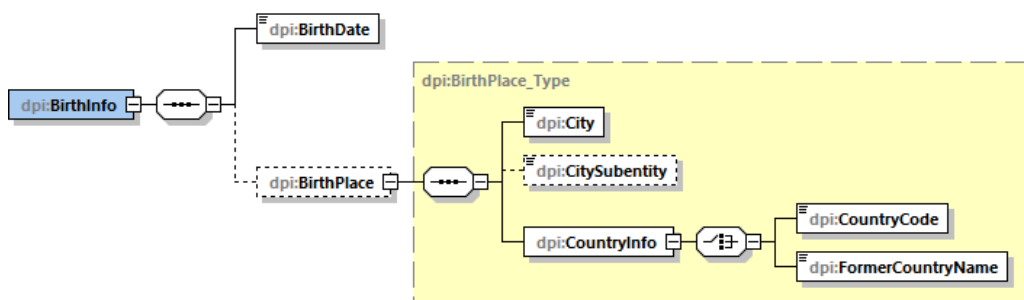 dpi:BirthDate
dpi:BirthPlace_Type
dpi:BirthInfo
dpi:City
dpi:CitySubentity
dpi:BirthPlace
dpi:CountryCode
dpi:CountryInfo
dpi:FormerCountryName